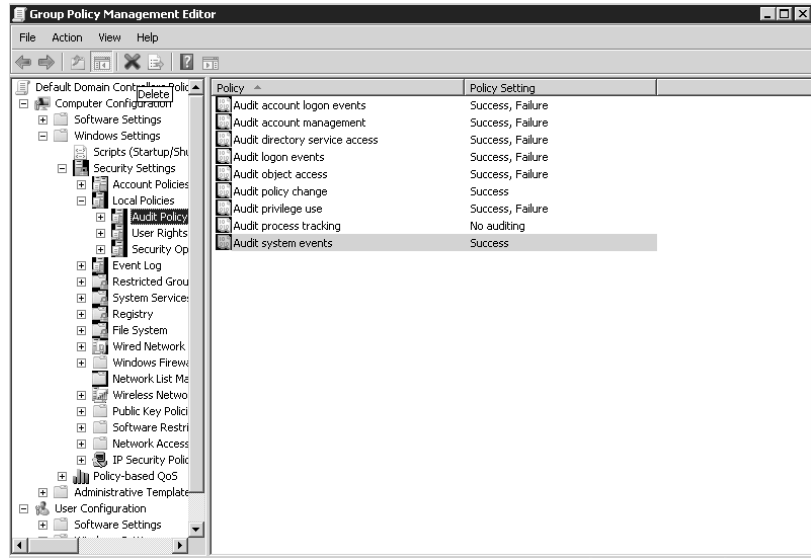 Group Policy Management Editor
File Action View Help
Default Domain Controllers Polic
Delete
Computer Configuration
Software Settings
Windows Settings
Scripts (Startup/Shu
Security Settings
Account Policies
Local Policies
Audit Policy
User Rights
Security Op
Event Log
Restricted Grou
System Services
Registry
File System
Wired Network
Windows Firewa
Network List Ma
Wireless Netwo
Public Key Polici
Software Restri
Network Access
IP Security Polic
Policy-based QoS
Administrative Template
User Configuration
Software Settings
Policy Policy Setting
Audit account logon events Success, Failure
Audit account management Success, Failure
Audit directory service access Success, Failure
Audit logon events Success, Failure
Audit object access Success, Failure
Audit policy change Success
Audit privilege use Success, Failure
Audit process tracking No auditing
Audit system events Success